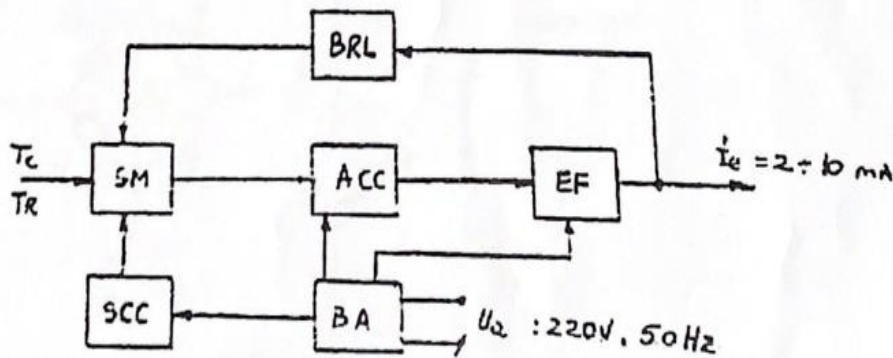 BRL
Tc
TR
SM
ACC
EF
ie = 2 ÷ 10 mA
SCC
BA
Ua : 220V, 50Hz